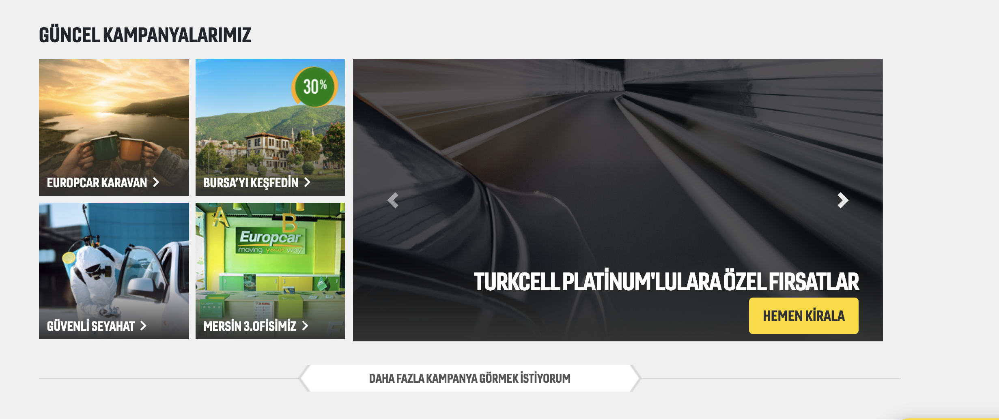 GÜNCEL KAMPANYALARIMIZ
30%
EUROPCAR KARAVAN
BURSA'YI KEŞFEDİN
A B
Europcar
moving your way
GÜVENLİ SEYAHAT
MERSİN 3.OFİSİMİZ
TURKCELL PLATİNUM'LULARA ÖZEL FIRSATLAR
HEMEN KİRALA
DAHA FAZLA KAMPANYA GÖRMEK İSTİYORUM